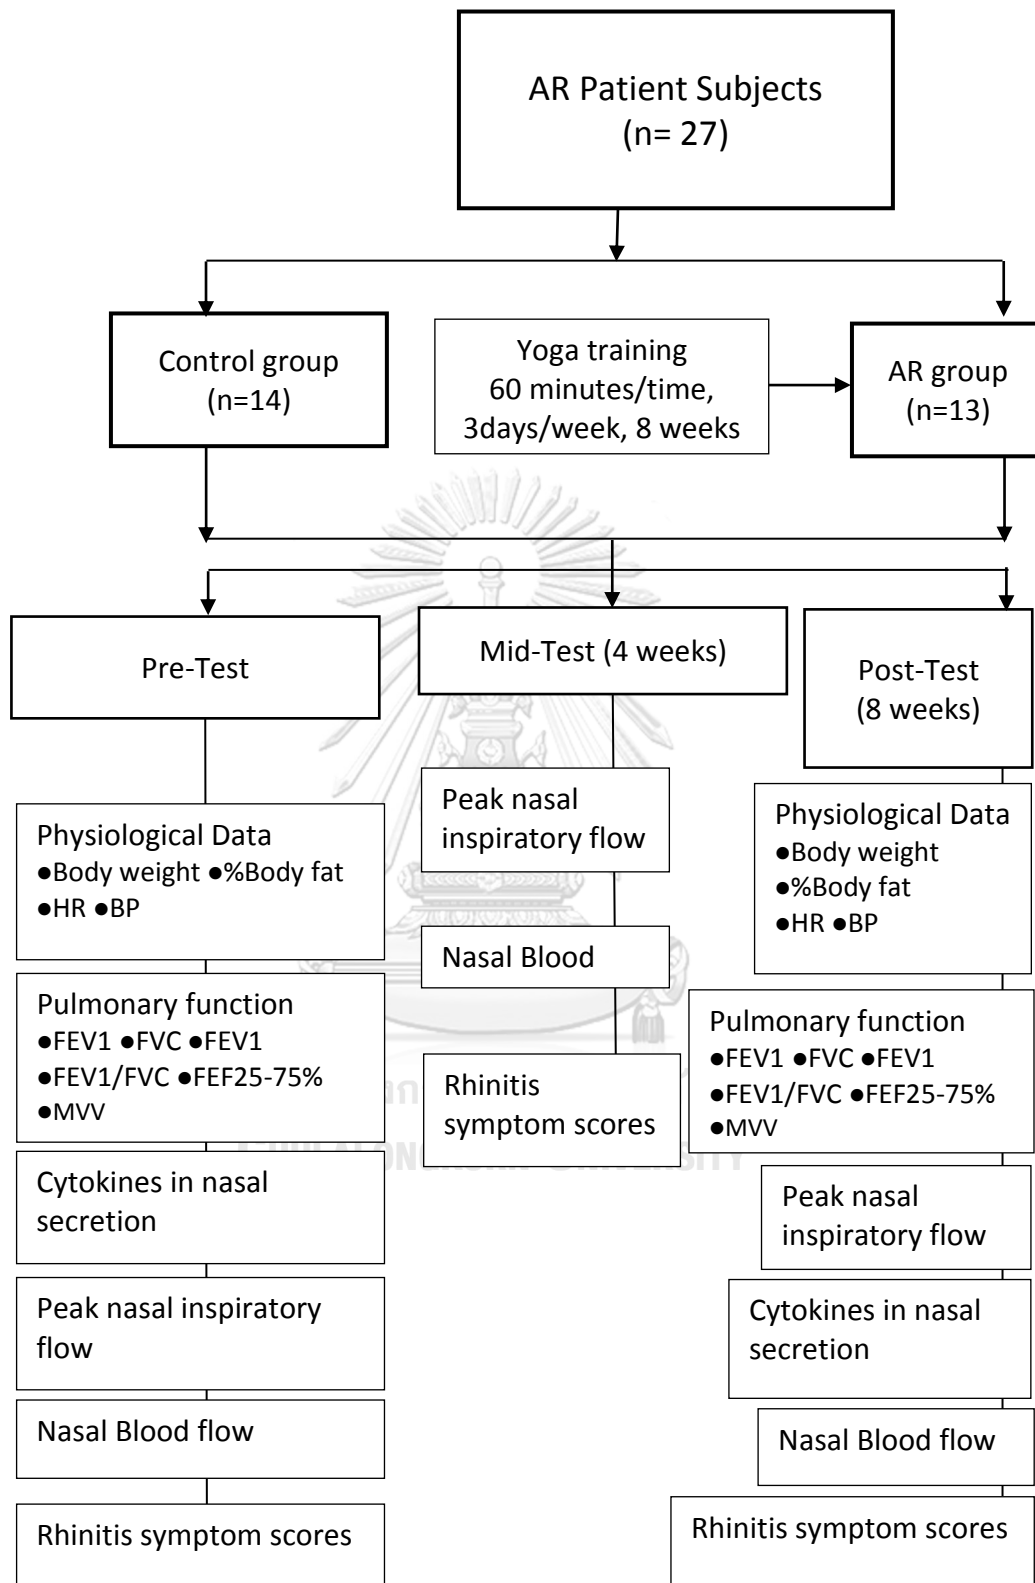 AR Patient Subjects
(n= 27)
Control group
(n=14)
Yoga training
60 minutes/time,
3days/week, 8 weeks
AR group
(n=13)
Pre-Test
Mid-Test (4 weeks)
Post-Test
(8 weeks)
Physiological Data
●Body weight ●%Body fat
●HR ●BP
Pulmonary function
●FEV1 ●FVC ●FEV1
●FEV1/FVC ●FEF25-75%
●MVV
Cytokines in nasal
secretion
Peak nasal inspiratory
flow
Nasal Blood flow
Rhinitis symptom scores
Peak nasal
inspiratory flow
Nasal Blood
Rhinitis
symptom scores
Physiological Data
●Body weight
●%Body fat
●HR ●BP
Pulmonary function
●FEV1 ●FVC ●FEV1
●FEV1/FVC ●FEF25-75%
●MVV
Peak nasal
inspiratory flow
Cytokines in nasal
secretion
Nasal Blood flow
Rhinitis symptom scores